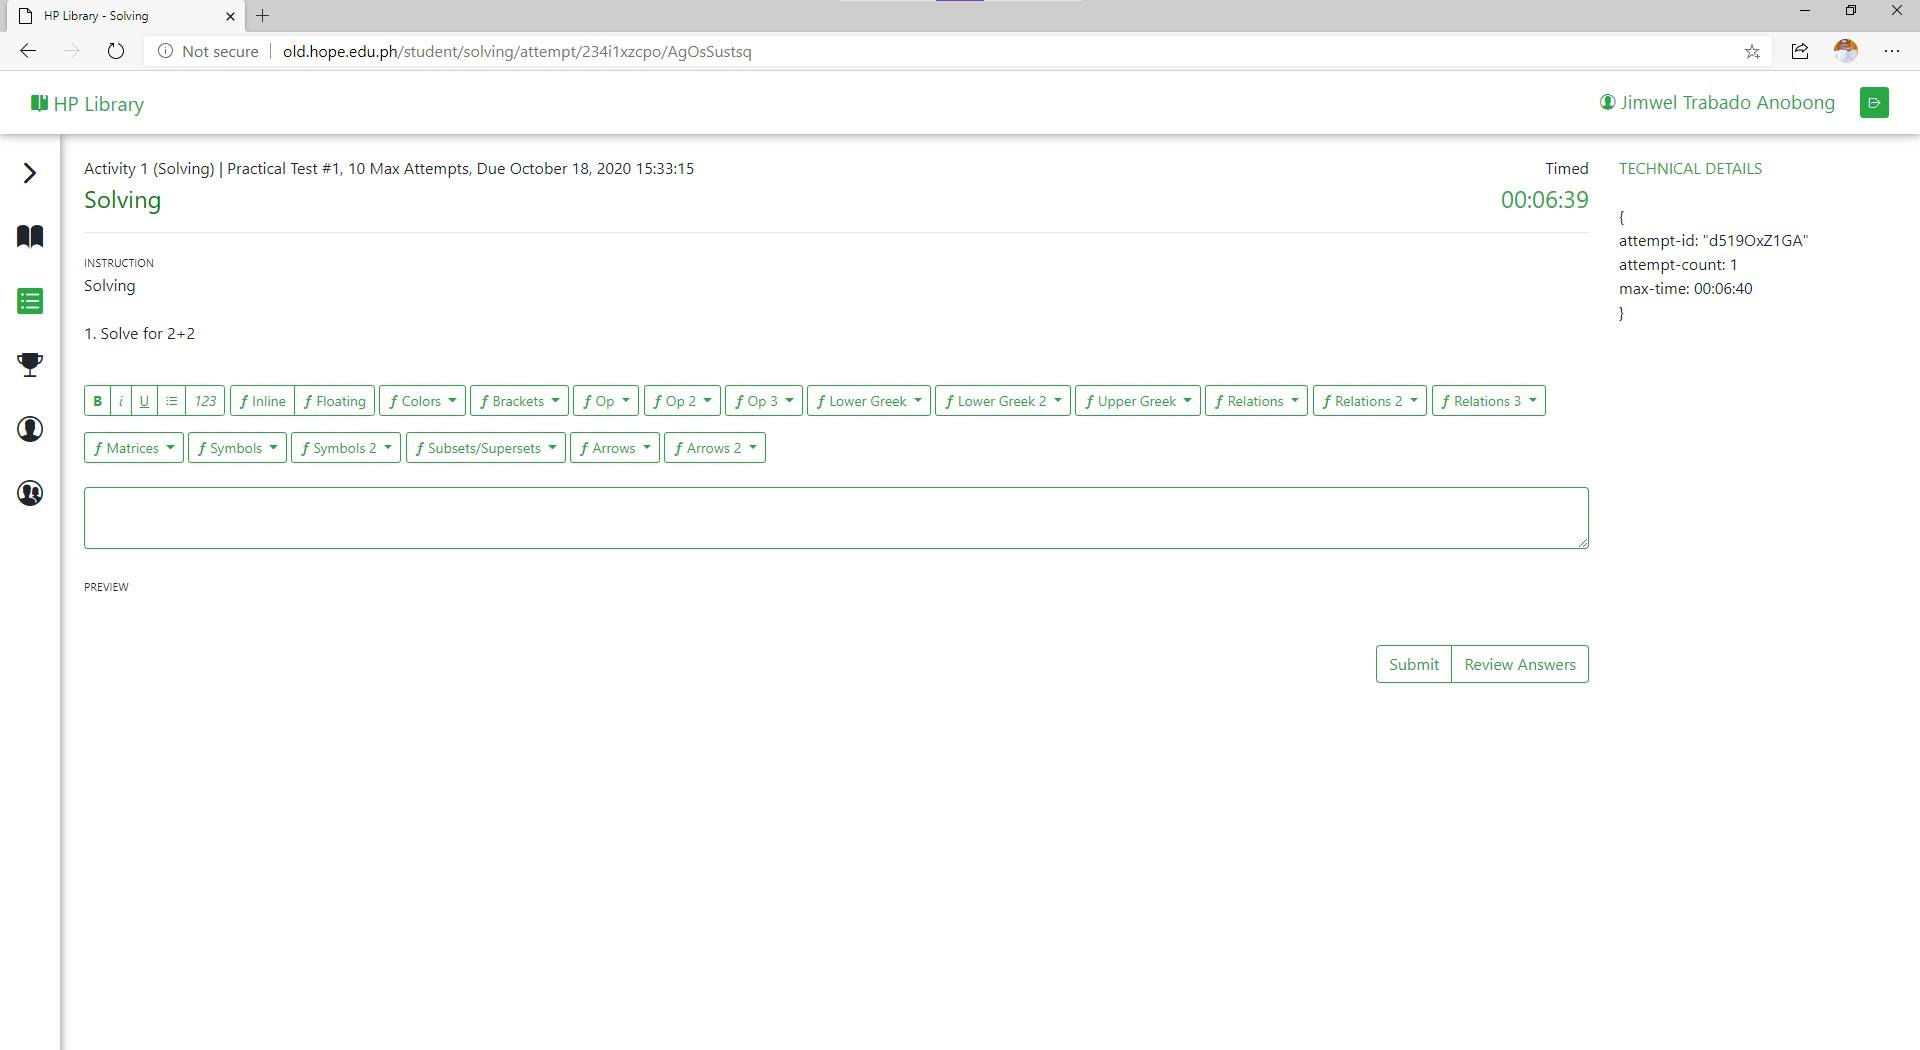 HP Library - Solving
Not secure
old.hope.edu.ph/student/solving/attempt/234i1xzcpo/AgOsSustsq
HP Library
Jimwel Trabado Anobong
Activity 1 (Solving) | Practical Test #1, 10 Max Attempts, Due October 18, 2020 15:33:15
Timed
TECHNICAL DETAILS
Solving
00:06:39
{
attempt-id: "d519OxZ1GA"
attempt-count: 1
max-time: 00:06:40
}
INSTRUCTION
Solving
1. Solve for 2+2
B i U 123 f Inline f Floating f Colors f Brackets f Op f Op 2 f Op 3 f Lower Greek f Lower Greek 2 f Upper Greek f Relations f Relations 2 f Relations 3
f Matrices f Symbols f Symbols 2 f Subsets/Supersets f Arrows f Arrows 2
PREVIEW
Submit Review Answers